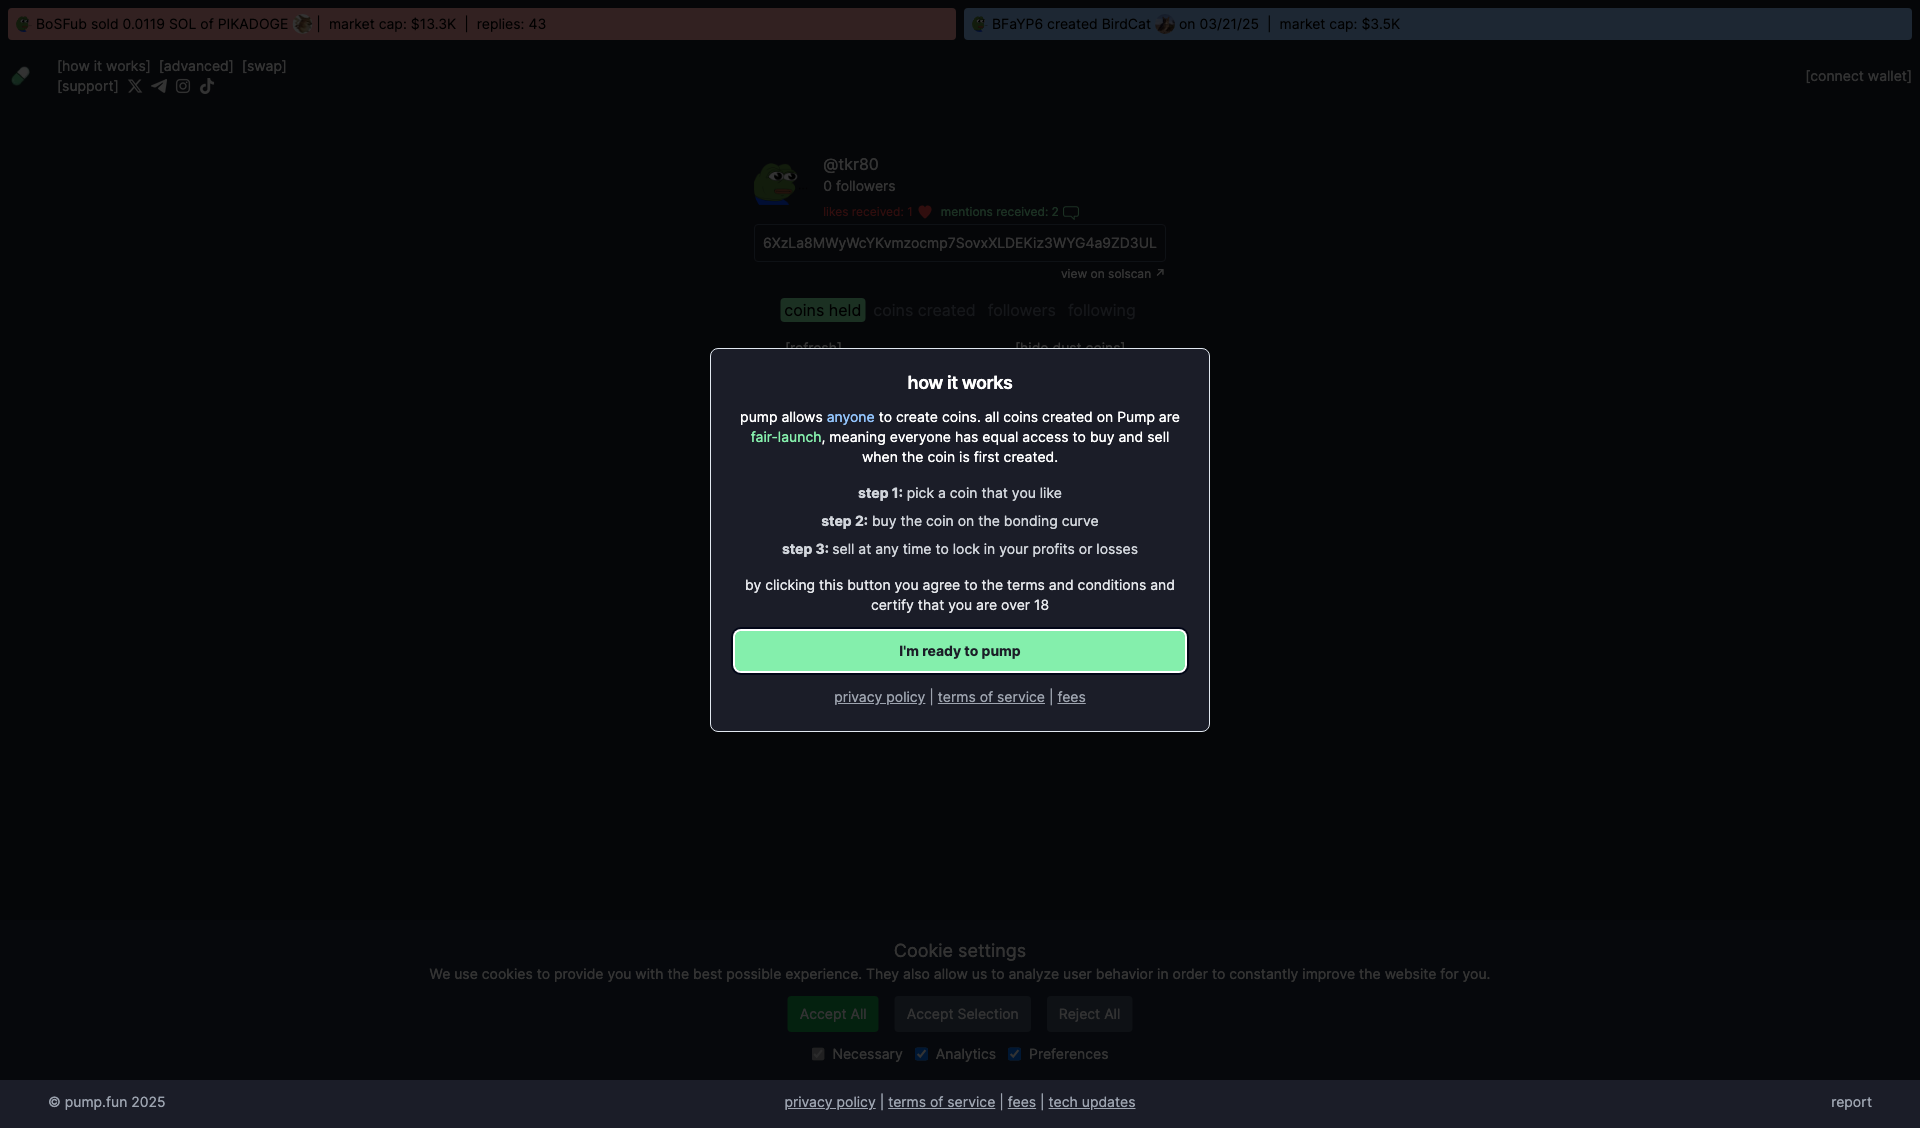 BoSFub sold 0.0119 SOL of PIKADOGE | market cap: $13.3K | replies: 43
BFaYP6 created BirdCat on 03/21/25 | market cap: $3.5K
[how it works] [advanced] [swap]
[support]
[connect wallet]
@tkr80
0 followers
likes received: 1 mentions received: 2
6XzLa8MWyWcYKvmzocmp7SovxXLDEKiz3WYG4a9ZD3UL
view on solscan ↗
coins held coins created followers following
[refresh] [hide dust coins]
how it works
pump allows anyone to create coins. all coins created on Pump are
fair-launch, meaning everyone has equal access to buy and sell
when the coin is first created.
step 1: pick a coin that you like
step 2: buy the coin on the bonding curve
step 3: sell at any time to lock in your profits or losses
by clicking this button you agree to the terms and conditions and
certify that you are over 18
I'm ready to pump
privacy policy | terms of service | fees
Cookie settings
We use cookies to provide you with the best possible experience. They also allow us to analyze user behavior in order to constantly improve the website for you.
Accept All Accept Selection Reject All
Necessary Analytics Preferences
© pump.fun 2025
privacy policy | terms of service | fees | tech updates
report